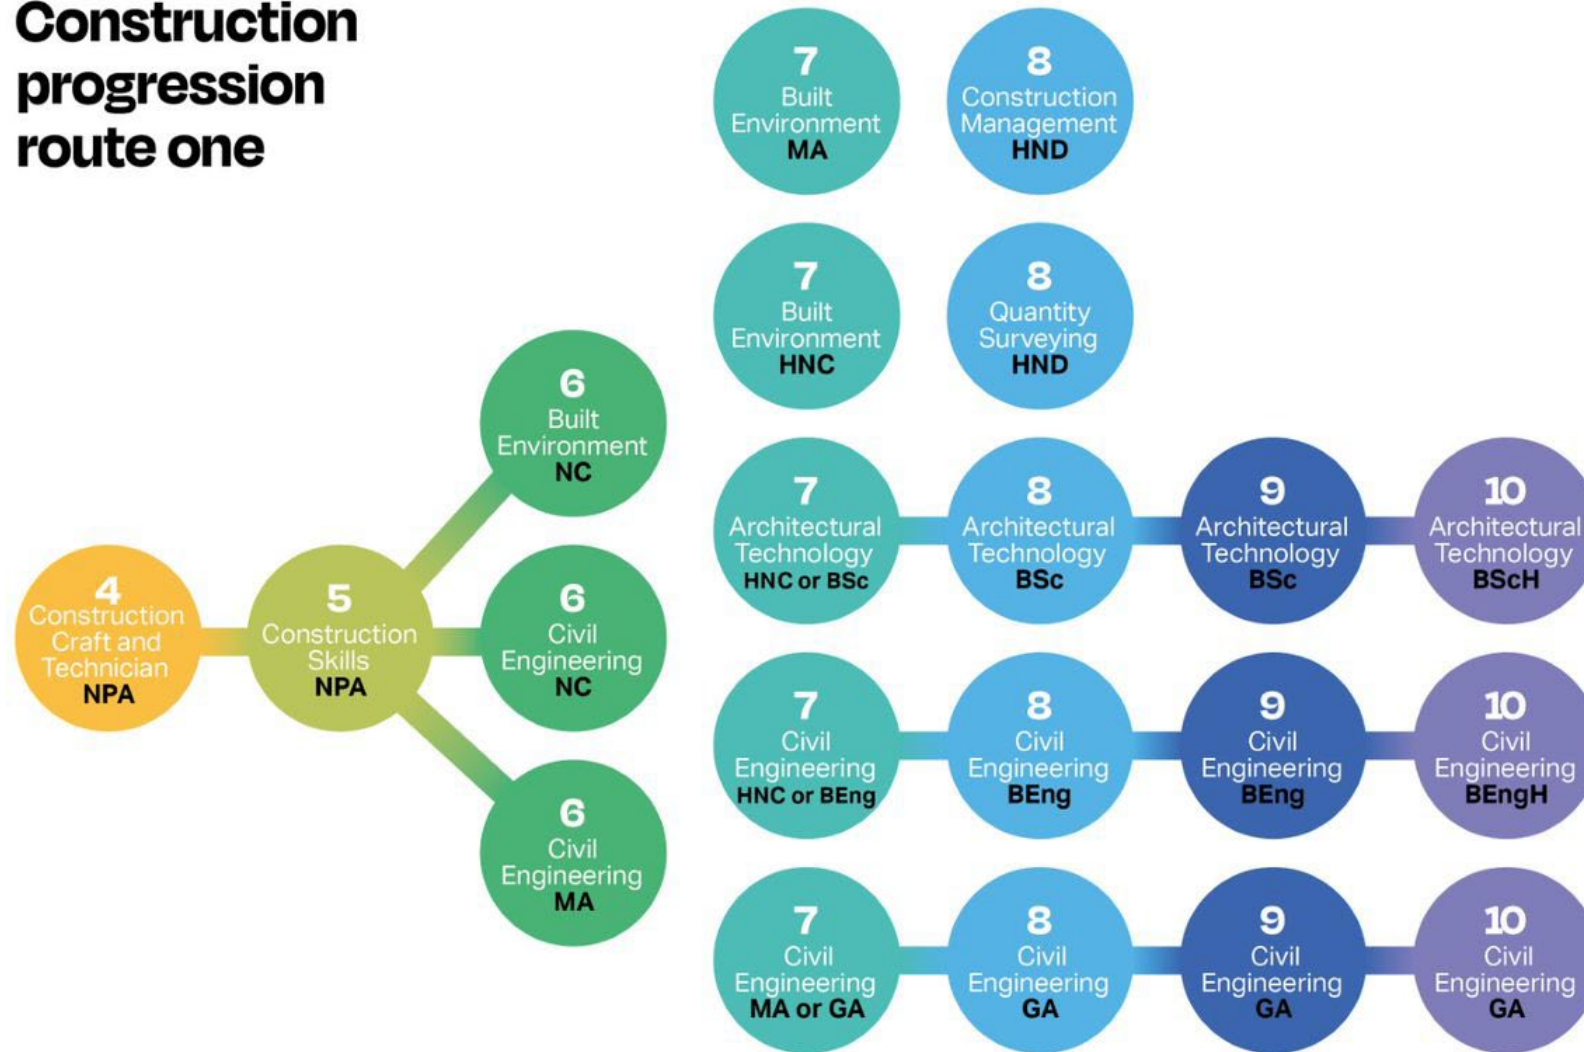 Construction
progression
route one
7
Built
Environment
MA
8
Construction
Management
HND
7
Built
Environment
HNC
8
Quantity
Surveying
HND
6
Built
Environment
NC
7
Architectural
Technology
HNC or BSc
8
Architectural
Technology
BSc
9
Architectural
Technology
BSc
10
Architectural
Technology
BScH
4
Construction
Craft and
Technician
NPA
5
Construction
Skills
NPA
6
Civil
Engineering
NC
7
Civil
Engineering
HNC or BEng
8
Civil
Engineering
BEng
9
Civil
Engineering
BEng
10
Civil
Engineering
BEngH
6
Civil
Engineering
MA
7
Civil
Engineering
MA or GA
8
Civil
Engineering
GA
9
Civil
Engineering
GA
10
Civil
Engineering
GA